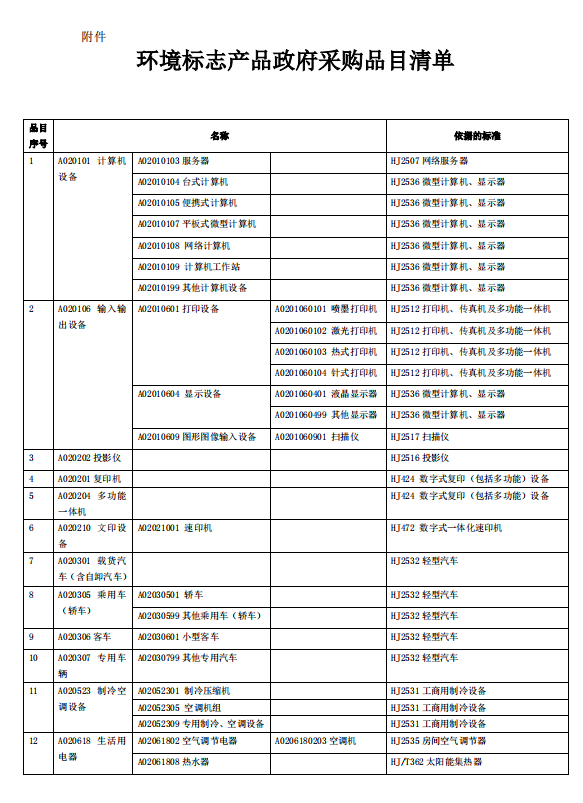 附件
环境标志产品政府采购品目清单
品目序号 名称 依据的标准
1 A020101 计算机设备 A02010103 服务器 HJ2507 网络服务器
A02010104 台式计算机 HJ2536 微型计算机、显示器
A02010105 便携式计算机 HJ2536 微型计算机、显示器
A02010107 平板式微型计算机 HJ2536 微型计算机、显示器
A02010108 网络计算机 HJ2536 微型计算机、显示器
A02010109 计算机工作站 HJ2536 微型计算机、显示器
A02010199 其他计算机设备 HJ2536 微型计算机、显示器
2 A020106 输入输出设备 A02010601 打印设备 A0201060101 喷墨打印机 HJ2512 打印机、传真机及多功能一体机
A0201060102 激光打印机 HJ2512 打印机、传真机及多功能一体机
A0201060103 热式打印机 HJ2512 打印机、传真机及多功能一体机
A0201060104 针式打印机 HJ2512 打印机、传真机及多功能一体机
A02010604 显示设备 A0201060401 液晶显示器 HJ2536 微型计算机、显示器
A0201060499 其他显示器 HJ2536 微型计算机、显示器
A02010609 图形图像输入设备 A0201060901 扫描仪 HJ2517 扫描仪
3 A020202 投影仪 HJ2516 投影仪
4 A020201 复印机 HJ424 数字式复印（包括多功能）设备
5 A020204 多功能一体机 HJ424 数字式复印（包括多功能）设备
6 A020210 文印设备 A02021001 速印机 HJ472 数字式一体化速印机
7 A020301 载货汽车（含自卸汽车） HJ2532 轻型汽车
8 A020305 乘用车（轿车） A02030501 轿车 HJ2532 轻型汽车
A02030599 其他乘用车（轿车） HJ2532 轻型汽车
9 A020306 客车 A02030601 小型客车 HJ2532 轻型汽车
10 A020307 专用车辆 A02030799 其他专用汽车 HJ2532 轻型汽车
11 A020523 制冷空调设备 A02052301 制冷压缩机 HJ2531 工商用制冷设备
A02052305 空调机组 HJ2531 工商用制冷设备
A02052309 专用制冷、空调设备 HJ2531 工商用制冷设备
12 A020618 生活用电器 A02061802 空气调节电器 A0206180203 空调机 HJ2535 房间空气调节器
A02061808 热水器 HJ/T362 太阳能集热器